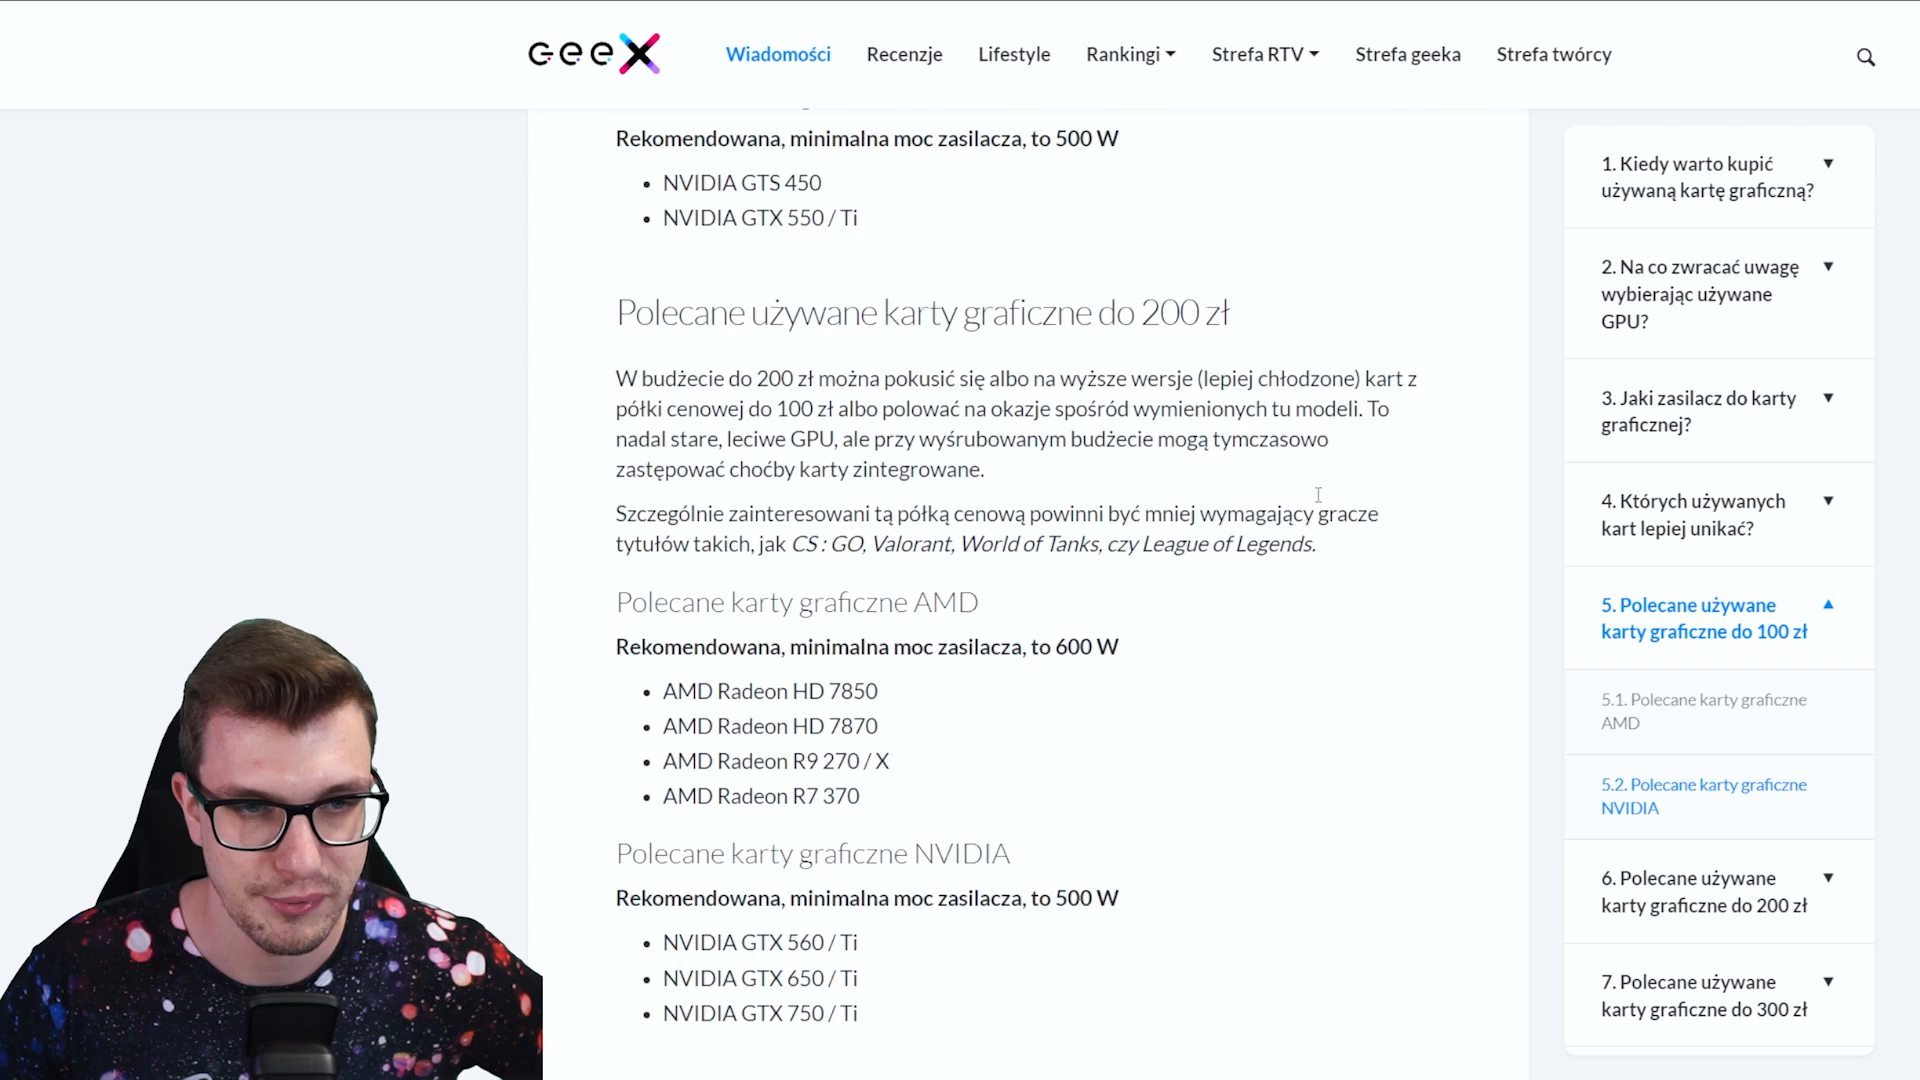 GeeX
Wiadomości
Recenzje
Lifestyle
Rankingi
Strefa RTV
Strefa geeka
Strefa twórcy
Rekomendowana, minimalna moc zasilacza, to 500 W
• NVIDIA GTS 450
• NVIDIA GTX 550 / Ti
Polecane używane karty graficzne do 200 zł
W budżecie do 200 zł można pokusić się albo na wyższe wersje (lepiej chłodzone) kart z
półki cenowej do 100 zł albo polować na okazje spośród wymienionych tu modeli. To
nadal stare, leciwe GPU, ale przy wyśrubowanym budżecie mogą tymczasowo
zastępować choćby karty zintegrowane.
Szczególnie zainteresowani tą półką cenową powinni być mniej wymagający gracze
tytułów takich, jak CS : GO, Valorant, World of Tanks, czy League of Legends.
Polecane karty graficzne AMD
Rekomendowana, minimalna moc zasilacza, to 600 W
• AMD Radeon HD 7850
• AMD Radeon HD 7870
• AMD Radeon R9 270 / X
• AMD Radeon R7 370
Polecane karty graficzne NVIDIA
Rekomendowana, minimalna moc zasilacza, to 500 W
• NVIDIA GTX 560 / Ti
• NVIDIA GTX 650 / Ti
• NVIDIA GTX 750 / Ti
1. Kiedy warto kupić
używaną kartę graficzną?
2. Na co zwracać uwagę
wybierając używane
GPU?
3. Jaki zasilacz do karty
graficznej?
4. Których używanych
kart lepiej unikać?
5. Polecane używane
karty graficzne do 100 zł
5.1. Polecane karty graficzne
AMD
5.2. Polecane karty graficzne
NVIDIA
6. Polecane używane
karty graficzne do 200 zł
7. Polecane używane
karty graficzne do 300 zł